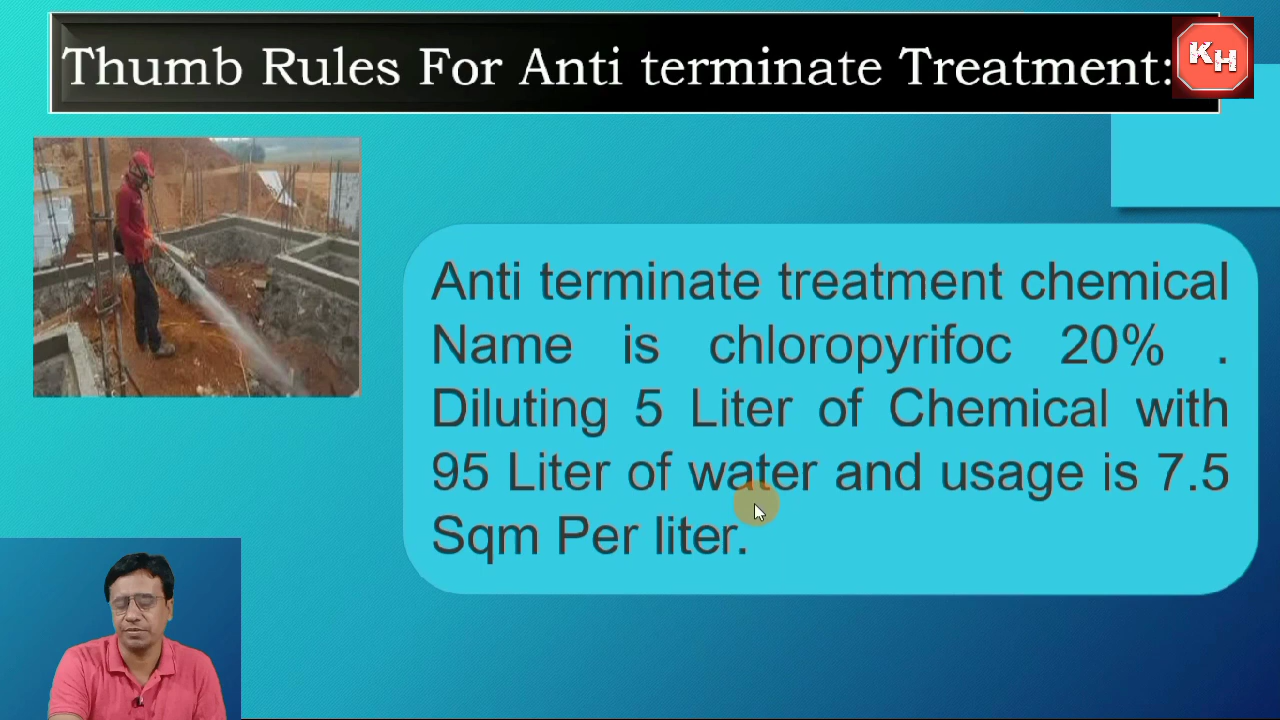 Thumb Rules For Anti terminate Treatment:
KH
Anti terminate treatment chemical
Name is chloropyrifoc 20% .
Diluting 5 Liter of Chemical with
95 Liter of water and usage is 7.5
Sqm Per liter.